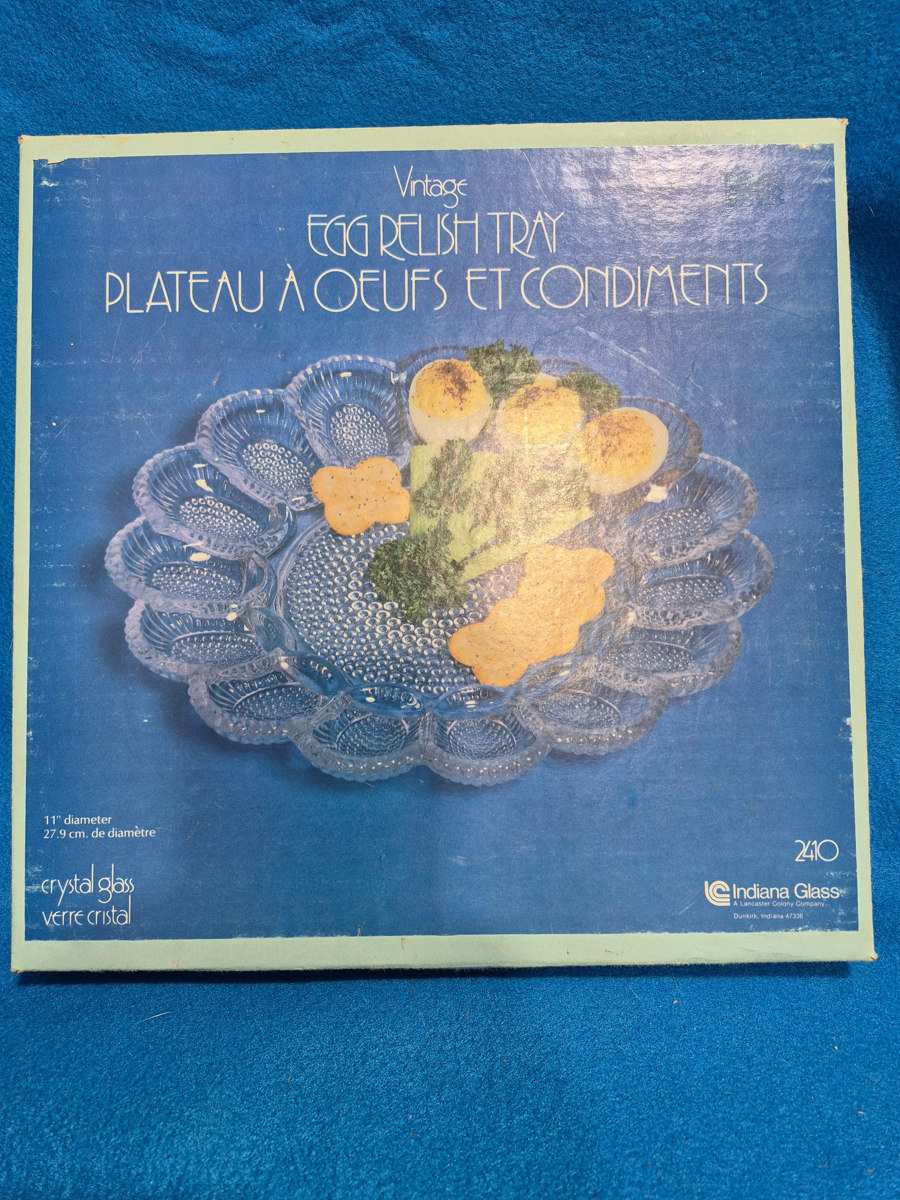 Vintage
EGG RELISH TRAY
PLATEAU À OEUFS ET CONDIMENTS
11" diameter
27.9 cm. de diamètre
crystal glass
verre cristal
2410
Indiana Glass
A Lancaster Colony Company
Dunkirk, Indiana 47336